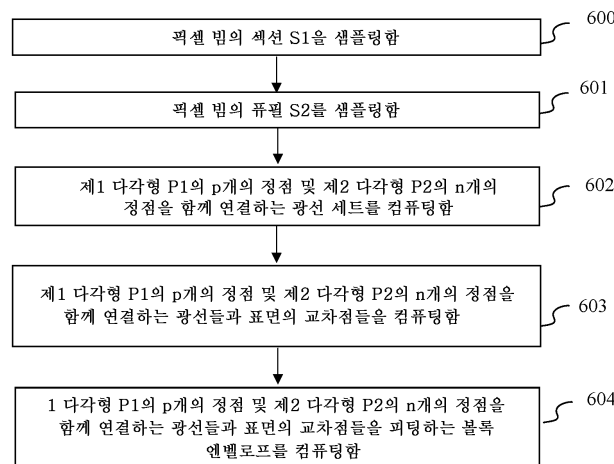 픽셀 빔의 섹션 S1을 샘플링함
600
픽셀 빔의 퓨필 S2를 샘플링함
601
제1 다각형 P1의 p개의 정점 및 제2 다각형 P2의 n개의
정점을 함께 연결하는 광선 세트를 컴퓨팅함
602
제1 다각형 P1의 p개의 정점 및 제2 다각형 P2의 n개의 정점을
함께 연결하는 광선들과 표면의 교차점들을 컴퓨팅함
603
1 다각형 P1의 p개의 정점 및 제2 다각형 P2의 n개의 정점을
함께 연결하는 광선들과 표면의 교차점들을 피팅하는 볼록
엔벨로프를 컴퓨팅함
604